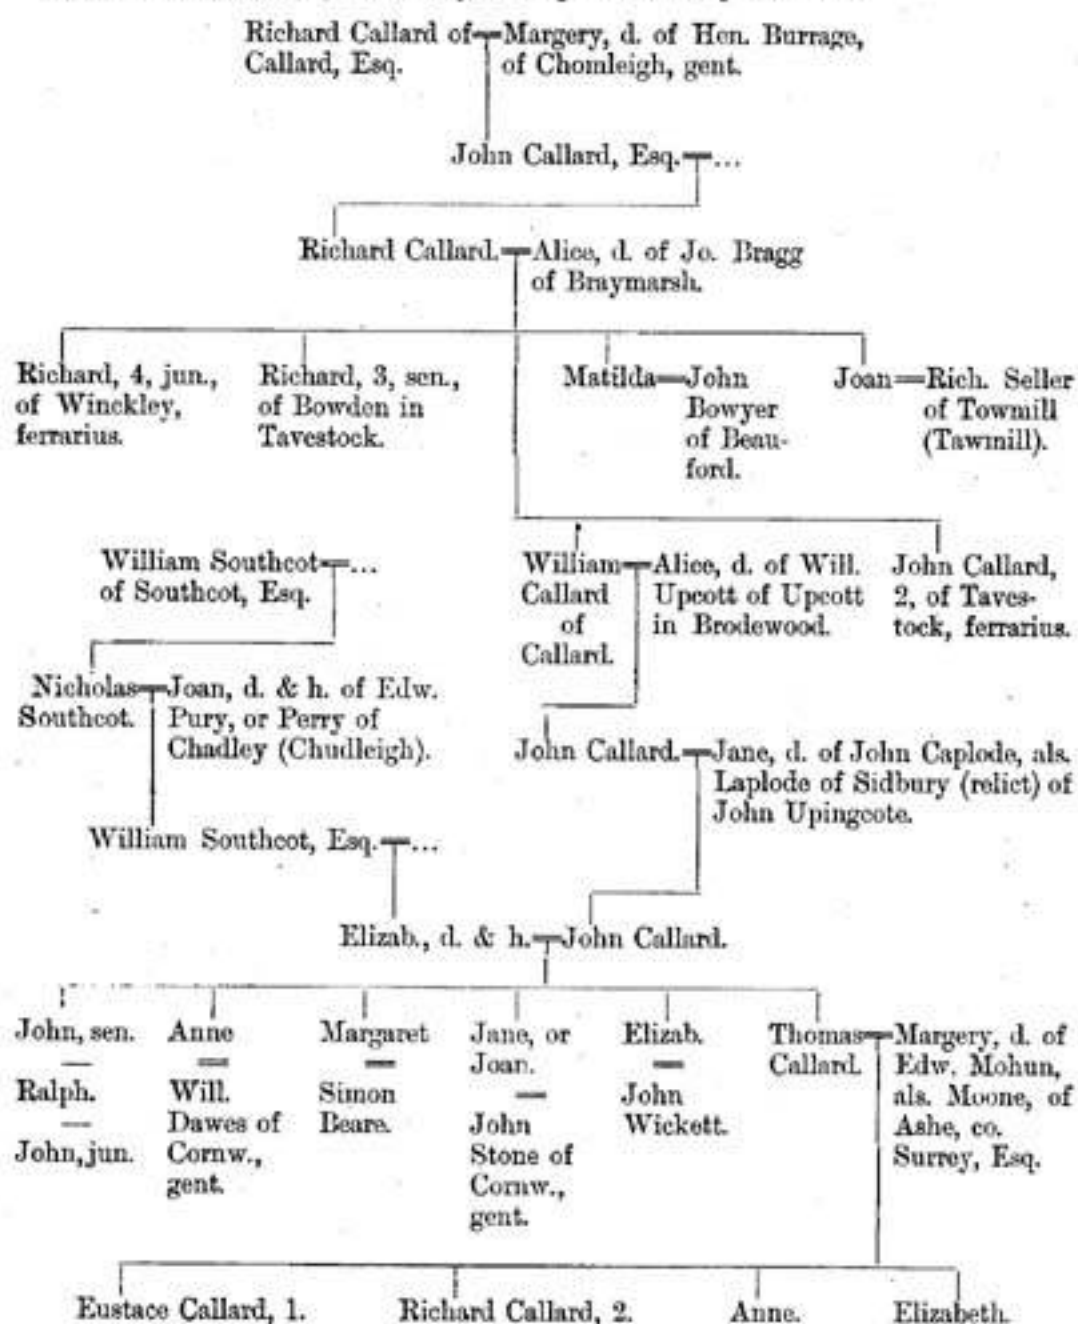 Richard Callard of Callard, Esq.
Margery, d. of Hen. Burrage, of Chomleigh, gent.
John Callard, Esq. ...
Richard Callard.
Alice, d. of Jo. Bragg
of Braymarsh.
Richard, 4, jun.,
of Winckley,
ferrarius.
Richard, 3, sen.,
of Bowden in
Tavestock.
Matilda
John
Bowyer
of Beau-
ford.
Joan
Rich. Seller
of Towmill
(Tawmill).
William Southcot ...
of Southcot, Esq.
William
Callard
of
Callard.
Alice, d. of Will.
Upcott of Upcott
in Brodewood.
John Callard,
2, of Taves-
tock, ferrarius.
Nicholas
Southcot.
Joan, d. & h. of Edw.
Pury, or Perry of
Chadley (Chudleigh).
John Callard.
Jane, d. of John Caplode, als.
Laplode of Sidbury (relict) of
John Upingcote.
William Southcot, Esq. ...
Elizab., d. & h.
John Callard.
John, sen.
—
Ralph.
—
John, jun.
Anne
=
Will.
Dawes of
Cornw.,
gent.
Margaret
=
Simon
Beare.
Jane, or
Joan.
=
John
Stone of
Cornw.,
gent.
Elizab.
=
John
Wickett.
Thomas
Callard.
Margery, d. of
Edw. Mohun,
als. Moone, of
Ashe, co.
Surrey, Esq.
Eustace Callard, 1.
Richard Callard, 2.
Anne.
Elizabeth.